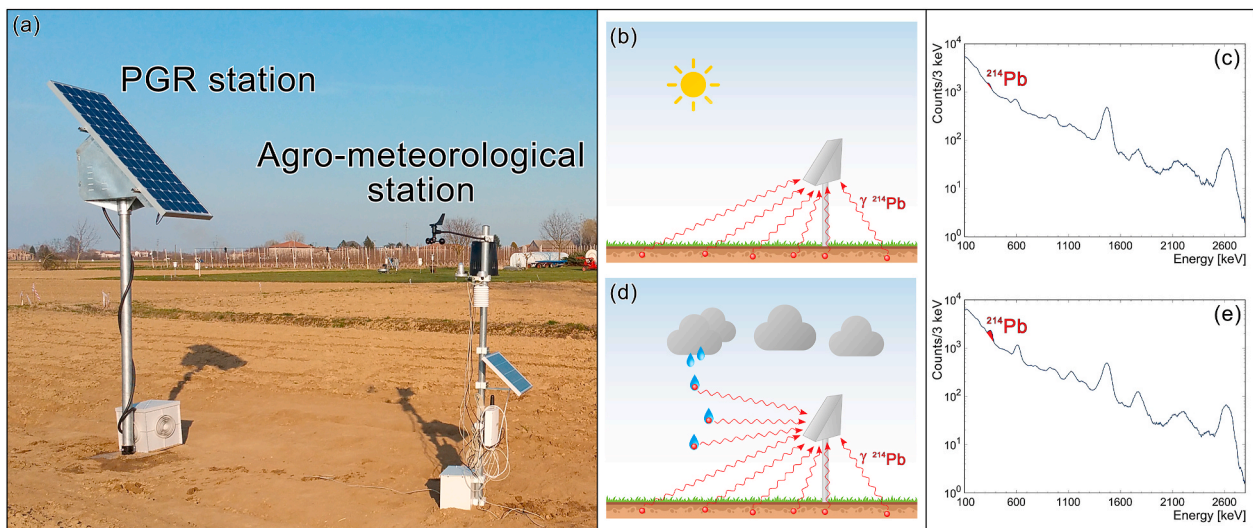 (a)
PGR station
Agro-meteorological
station
(b)
γ ²¹⁴Pb
(c)
Counts/3 keV
10⁴
10³
10²
10¹
10⁰
²¹⁴Pb
100 600 1100 1600 2100 2600
Energy [keV]
(d)
γ ²¹⁴Pb
(e)
Counts/3 keV
10⁴
10³
10²
10¹
10⁰
²¹⁴Pb
100 600 1100 1600 2100 2600
Energy [keV]